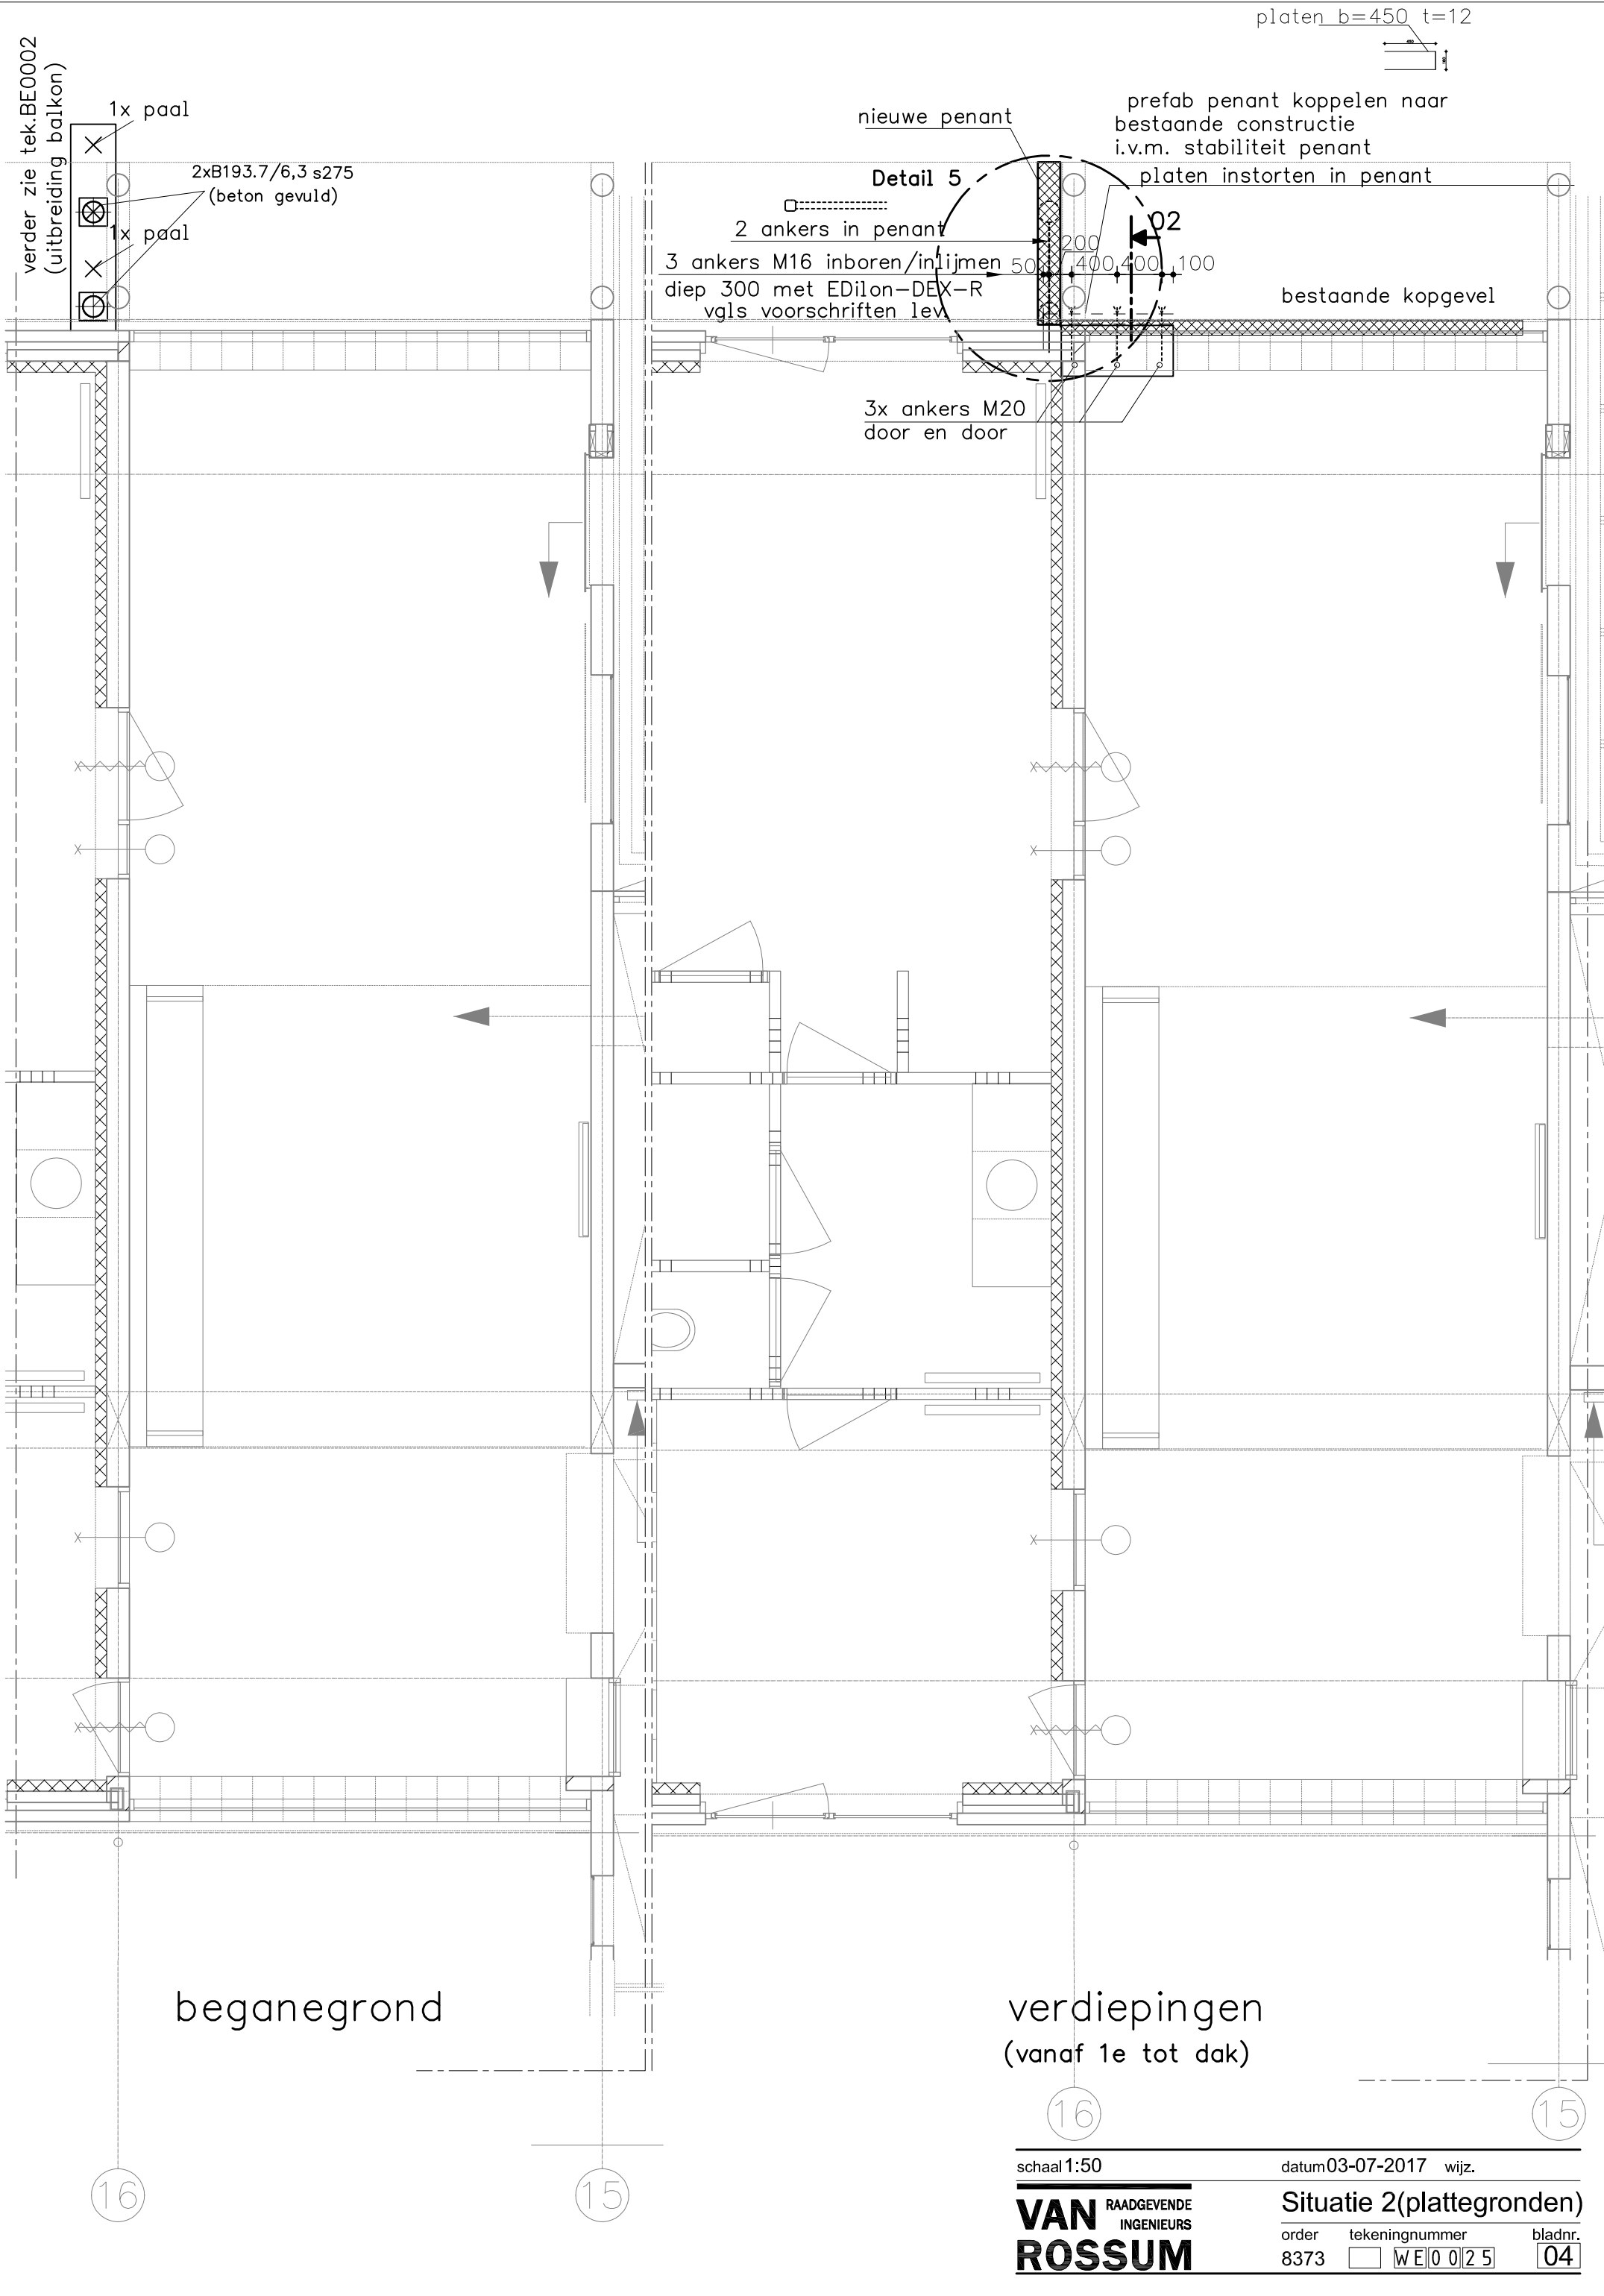 platen b=450 t=12
450
verder zie tek.BE0002
(uitbreiding balkon)
1x paal
2xB193.7/6,3 s275
(beton gevuld)
1x paal
nieuwe penant
prefab penant koppelen naar
bestaande constructie
i.v.m. stabiliteit penant
platen instorten in penant
Detail 5
2 ankers in penant
02
200
3 ankers M16 inboren/inlijmen
50
400
400
100
diep 300 met EDilon-DEX-R
vgls voorschriften lev.
bestaande kopgevel
3x ankers M20
door en door
beganegrond
verdiepingen
(vanaf 1e tot dak)
16
15
16
15
schaal 1:50
datum 03-07-2017 wijz.
VAN RAADGEVENDE
INGENIEURS
ROSSUM
Situatie 2(plattegronden)
order tekeningnummer bladnr.
8373 WE0025 04